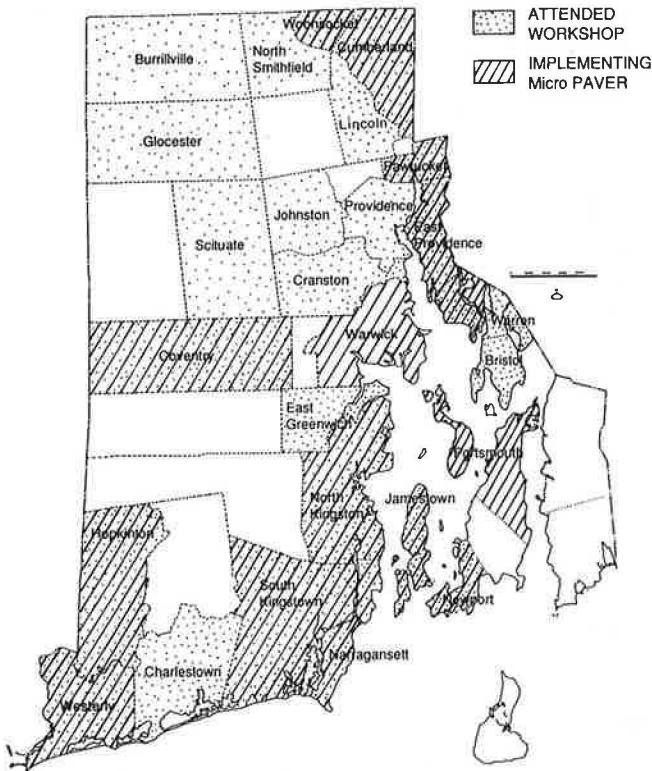 ATTENDED
WORKSHOP
IMPLEMENTING
Micro PAVER
Woonsocket
Cumberland
Burrillville
North
Smithfield
Lincoln
Glocester
Pawtucket
Providence
Johnston
East
Providence
Scituate
Cranston
Warren
Warwick
Coventry
Bristol
East
Greenwich
Portsmouth
North
Kingston
Jamestown
Hopkinton
South
Kingstown
Newport
Narragansett
Charlestown
Westerly